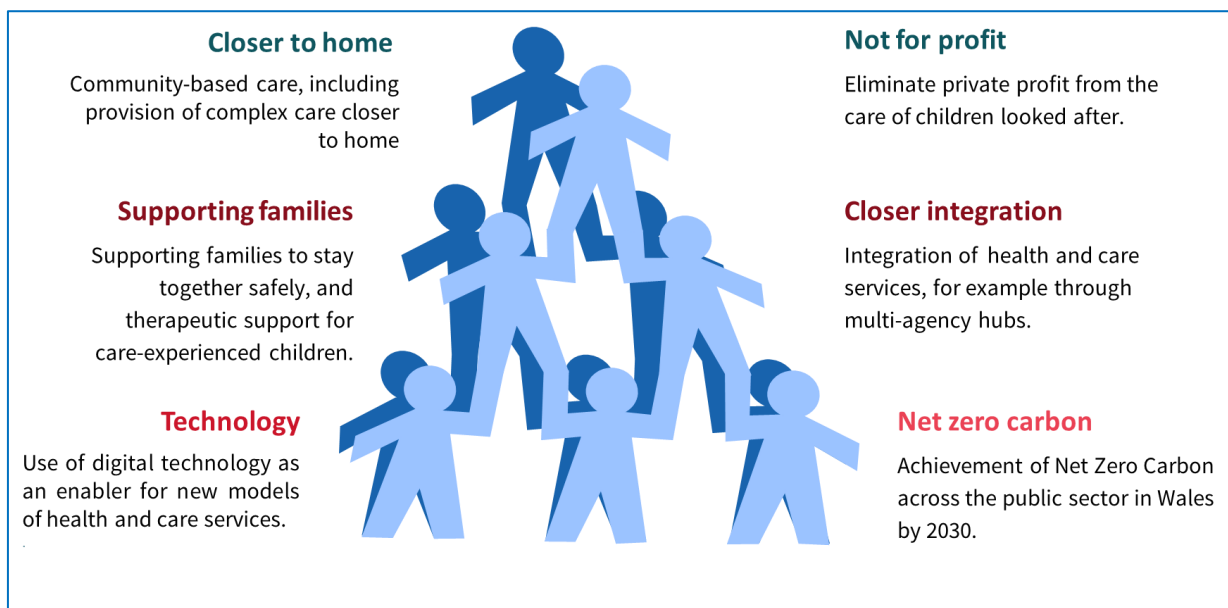 Closer to home
Community-based care, including
provision of complex care closer
to home
Not for profit
Eliminate private profit from the
care of children looked after.
Supporting families
Supporting families to stay
together safely, and
therapeutic support for
care-experienced children.
Closer integration
Integration of health and care
services, for example through
multi-agency hubs.
Technology
Use of digital technology as
an enabler for new models
of health and care services.
.
Net zero carbon
Achievement of Net Zero Carbon
across the public sector in Wales
by 2030.